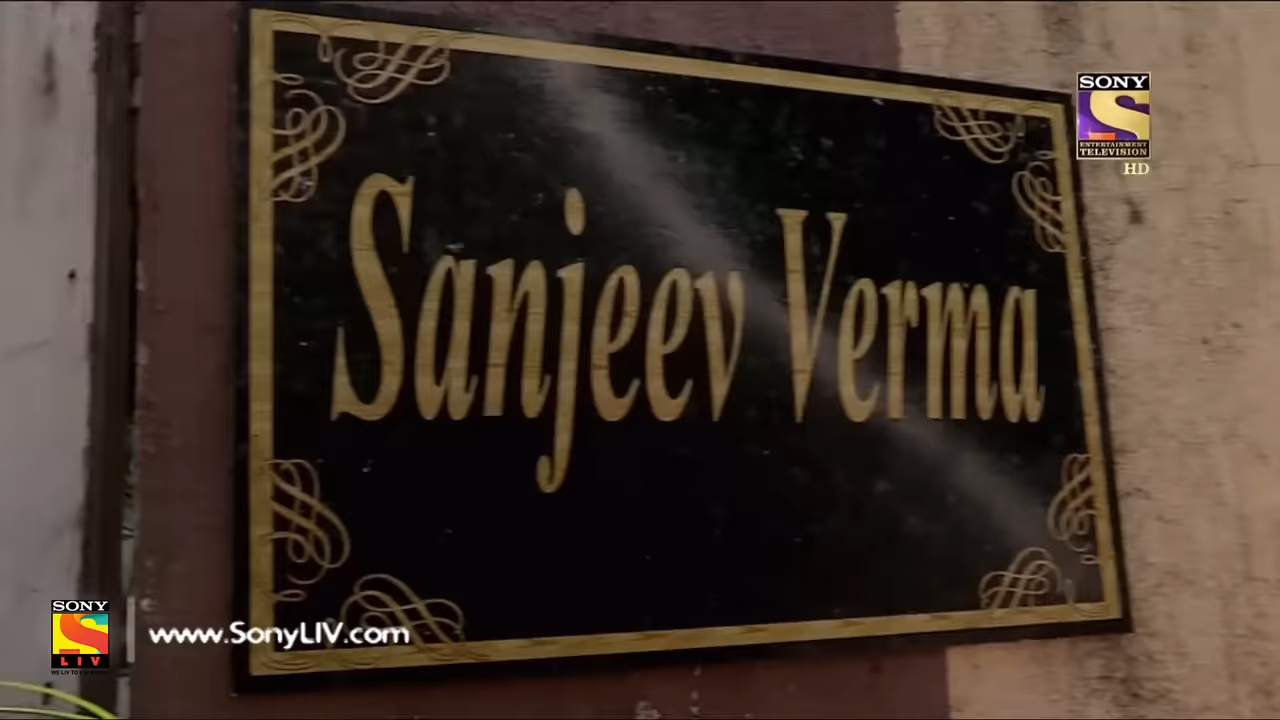 SONY
ENTERTAINMENT
TELEVISION
HD
Sanjeev Verma
SONY
LIV
www.SonyLIV.com